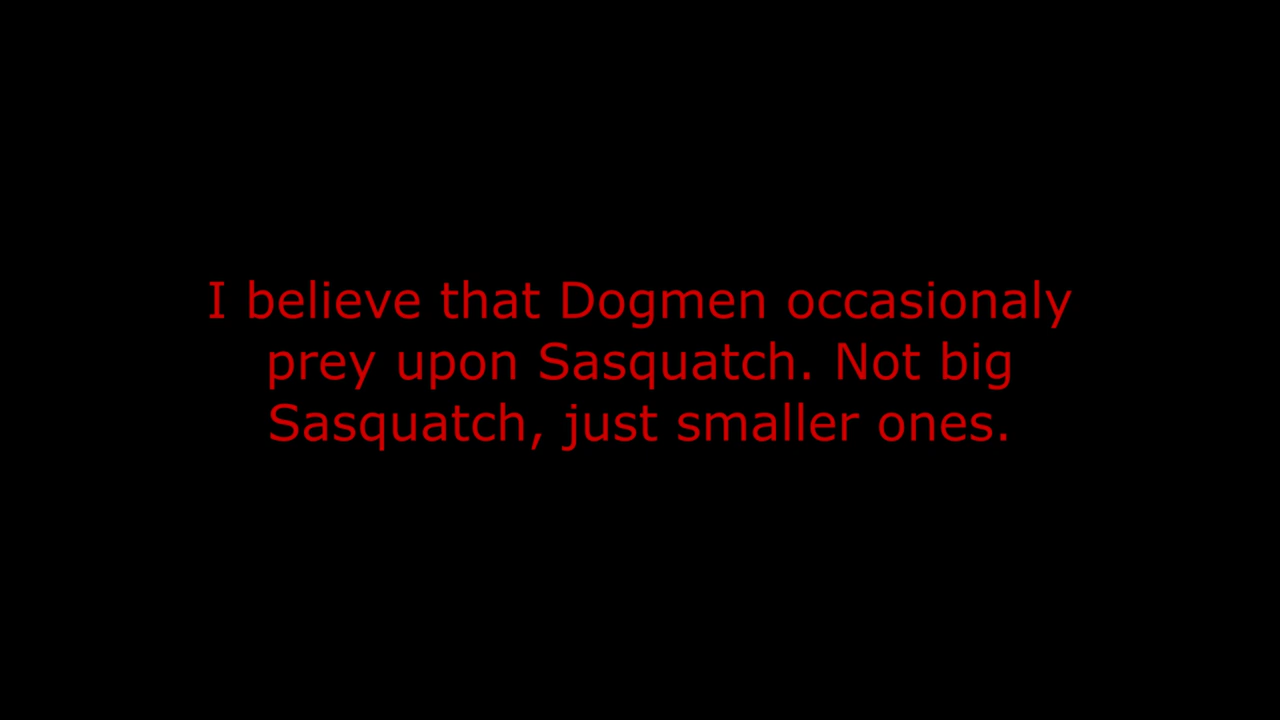 I believe that Dogmen occasionaly
prey upon Sasquatch. Not big
Sasquatch, just smaller ones.